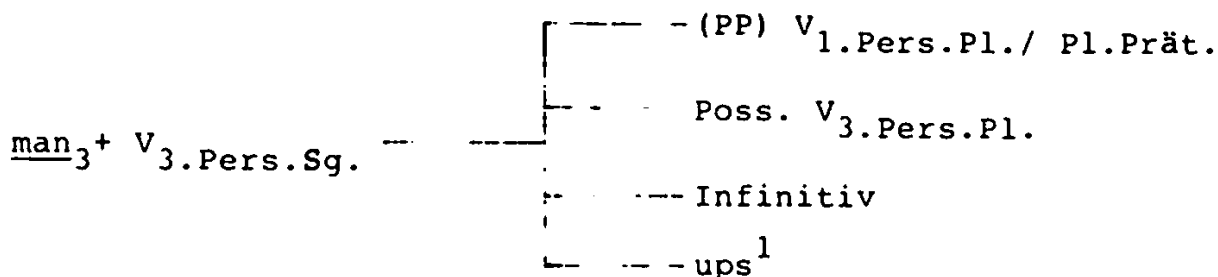 (PP) V1.Pers.Pl./ Pl.Prät.
Poss. V3.Pers.Pl.
man3+ V3.Pers.Sg.
Infinitiv
ups1